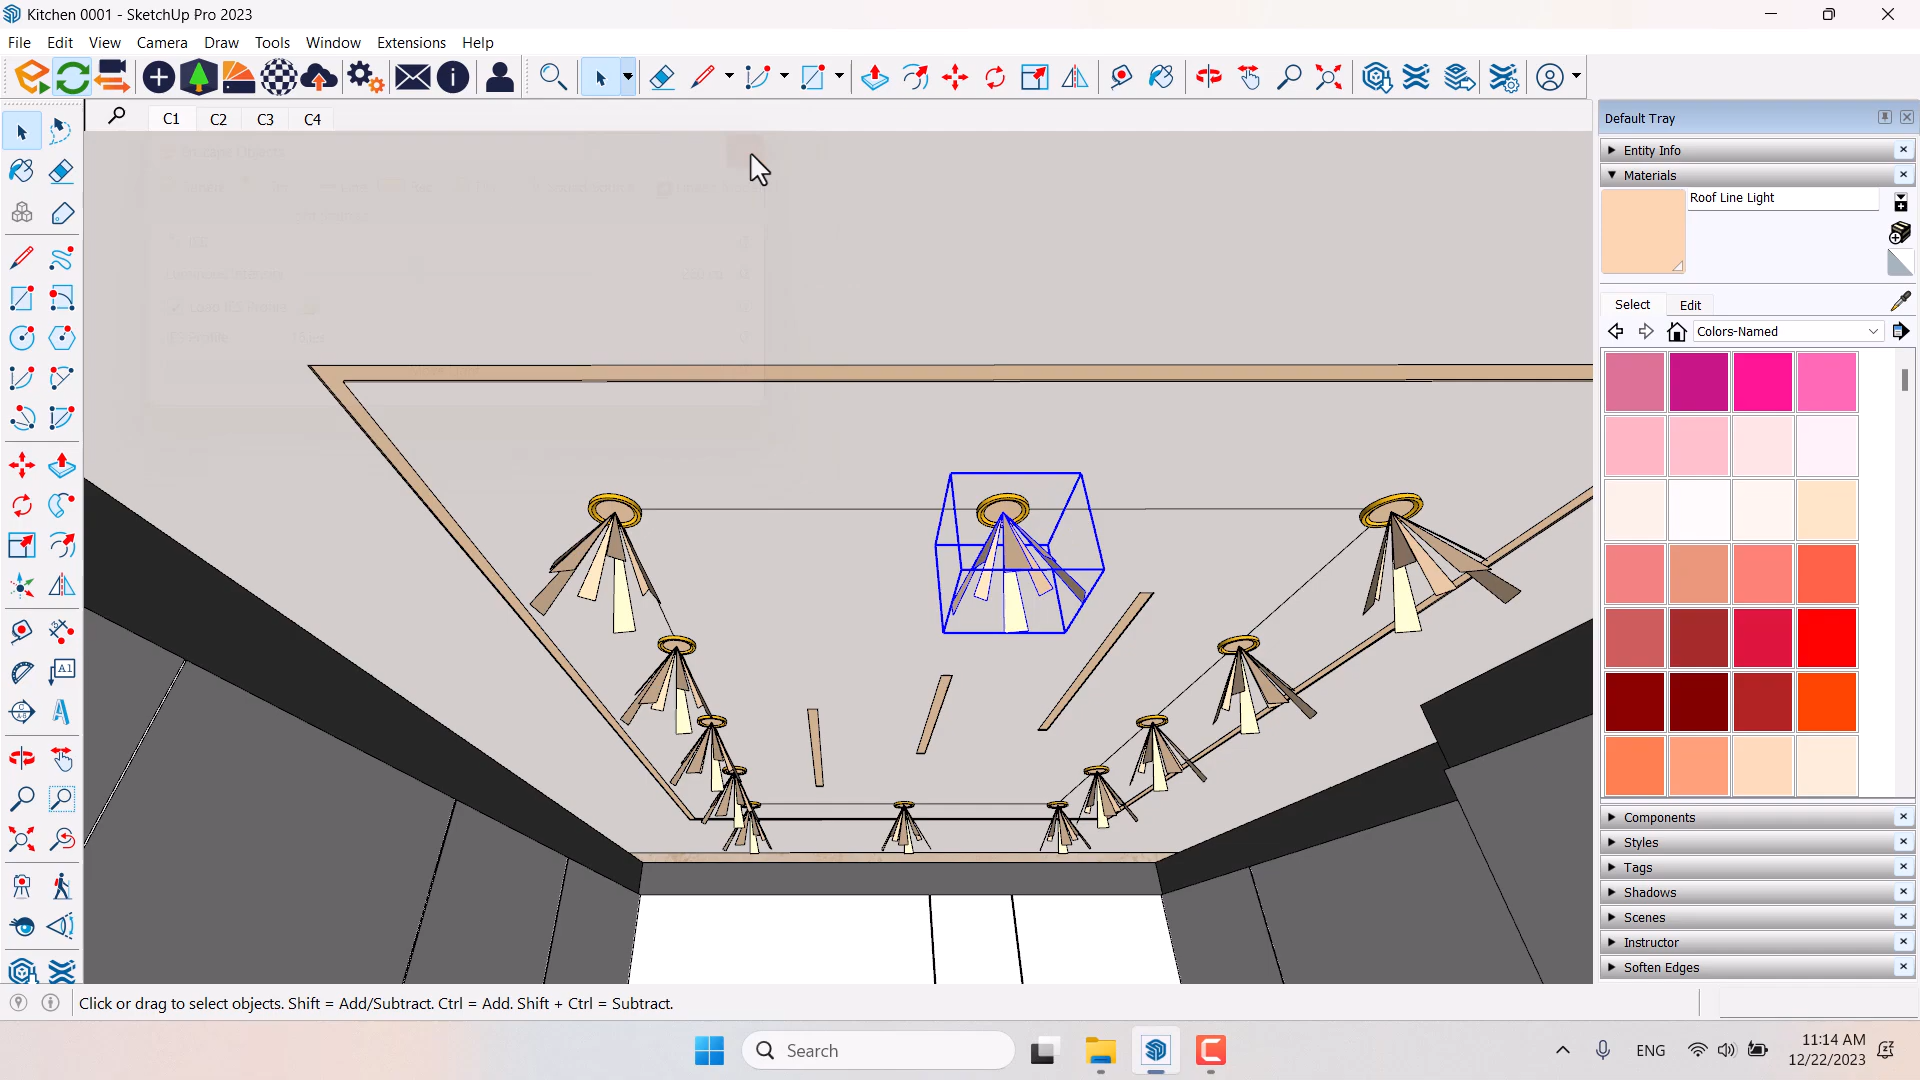 Kitchen 0001 - SketchUp Pro 2023
File Edit View Camera Draw Tools Window Extensions Help
C1 C2 C3 C4
Default Tray
Entity Info
Materials
Roof Line Light
Select Edit
Colors-Named
Components
Styles
Tags
Shadows
Scenes
Instructor
Soften Edges
Click or drag to select objects. Shift = Add/Subtract. Ctrl = Add. Shift + Ctrl = Subtract.
Search
ENG
11:14 AM
12/22/2023